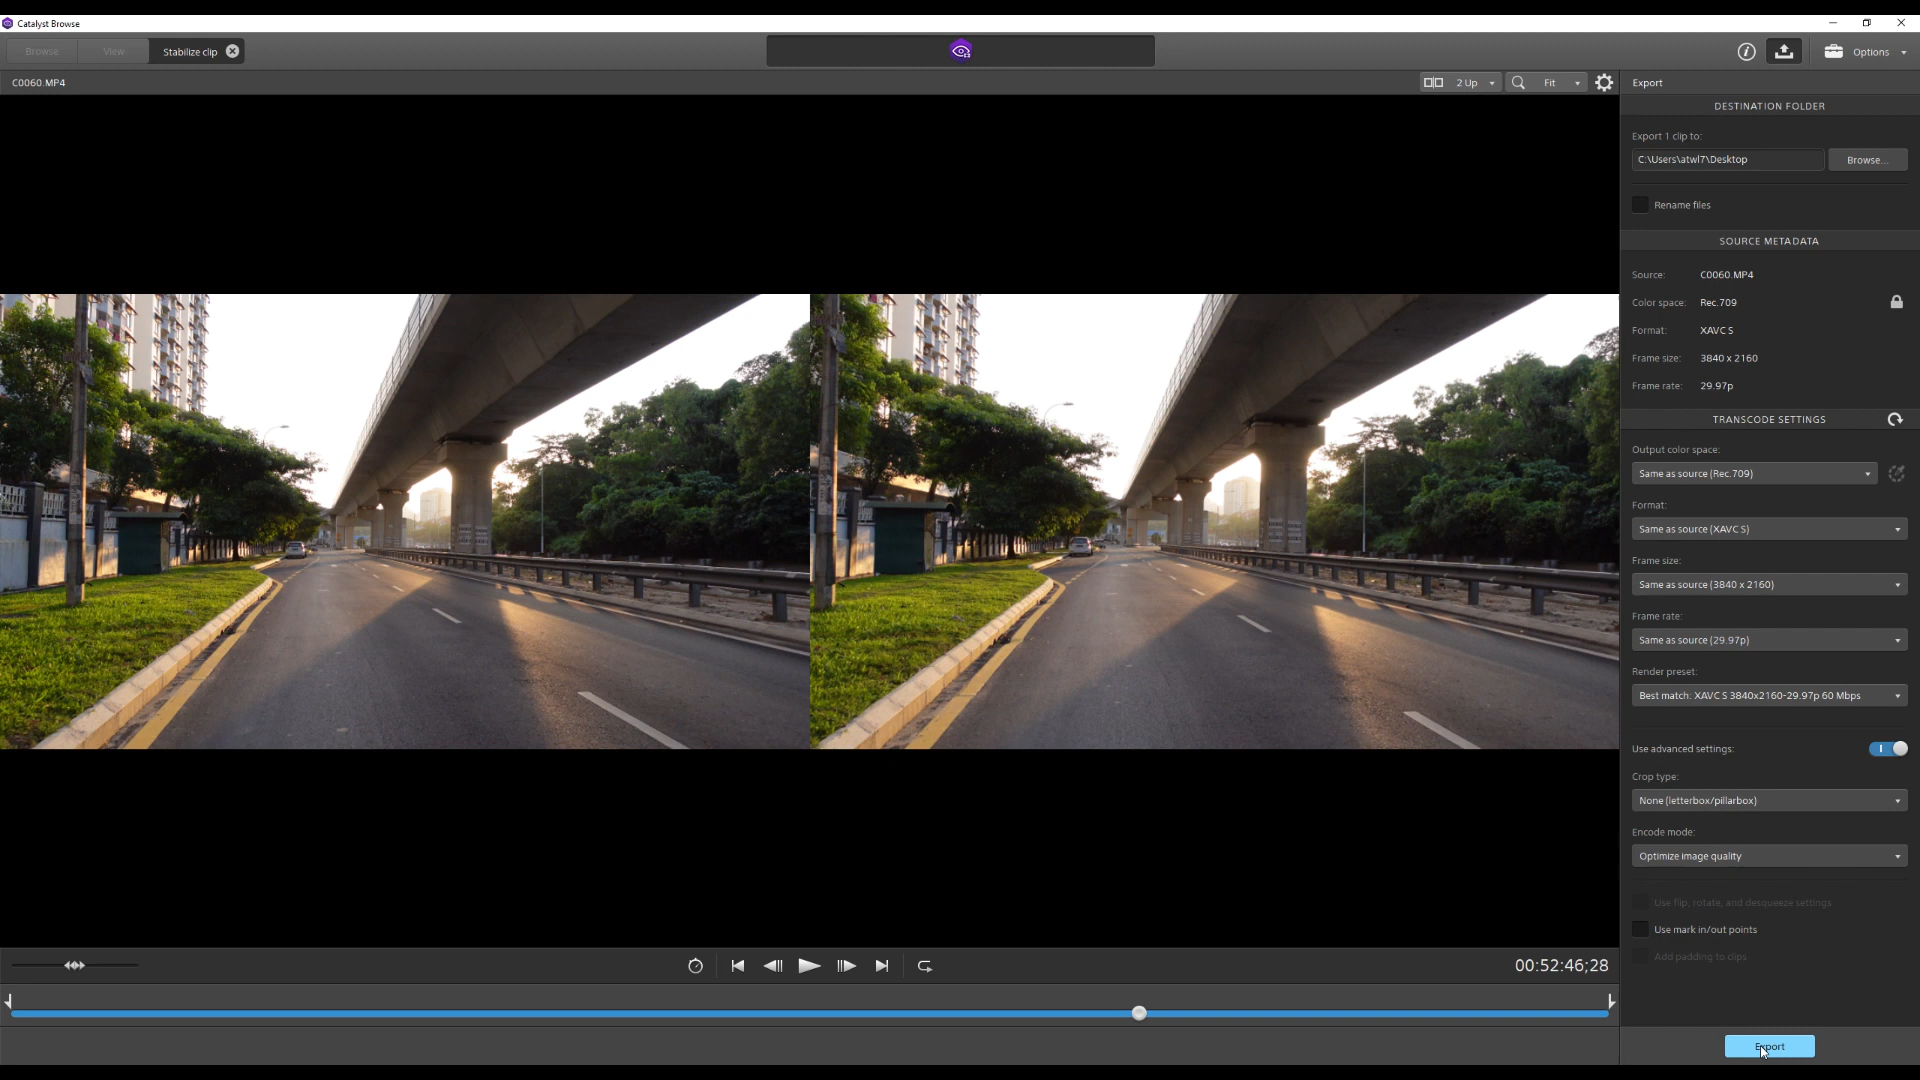 Catalyst Browse
Browse
View
Stabilize clip
Options
C0060.MP4
2 Up
Fit
Export
DESTINATION FOLDER
Export 1 clip to:
C:\Users\atwl7\Desktop
Browse...
Rename files
SOURCE METADATA
Source: C0060.MP4
Color space: Rec.709
Format: XAVC S
Frame size: 3840 x 2160
Frame rate: 29.97p
TRANSCODE SETTINGS
Output color space:
Same as source (Rec.709)
Format:
Same as source (XAVC S)
Frame size:
Same as source (3840 x 2160)
Frame rate:
Same as source (29.97p)
Render preset:
Best match: XAVC S 3840x2160-29.97p 60 Mbps
Use advanced settings:
Crop type:
None (letterbox/pillarbox)
Encode mode:
Optimize image quality
Use flip, rotate, and desqueeze settings
Use mark in/out points
Add padding to clips
00:52:46;28
Export